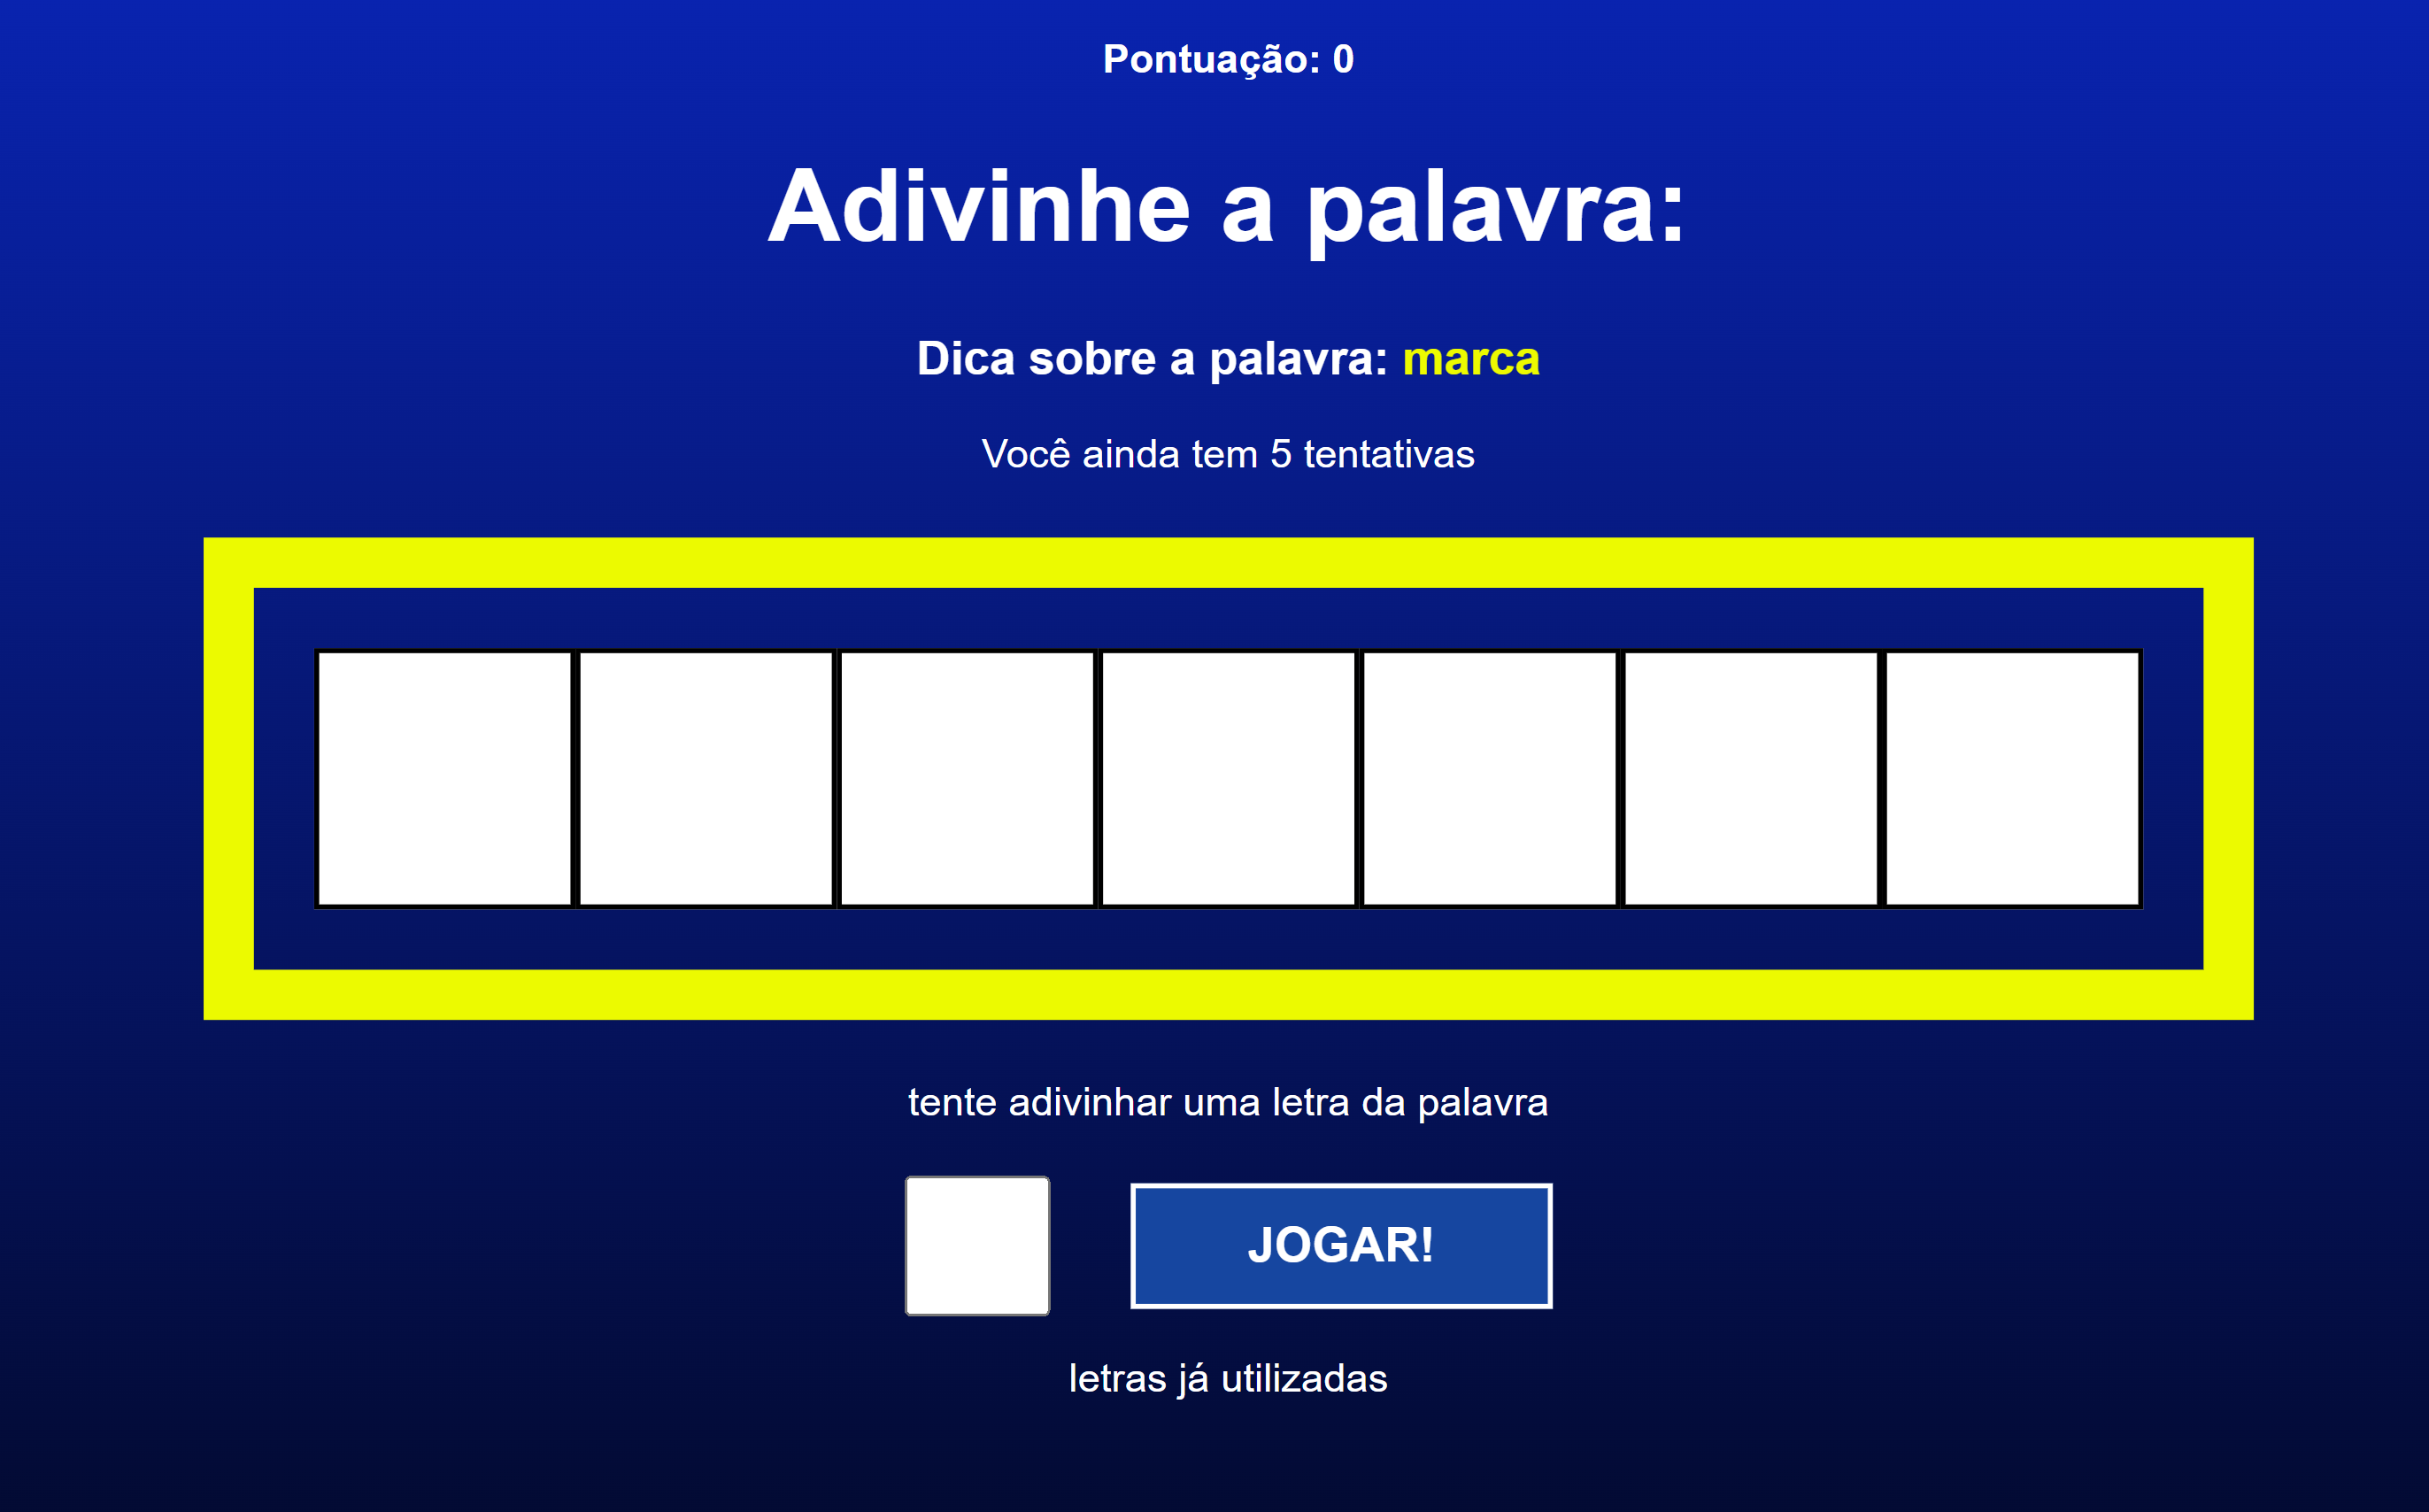 Pontuação: 0
Adivinhe a palavra:
Dica sobre a palavra: marca
Você ainda tem 5 tentativas
tente adivinhar uma letra da palavra
JOGAR!
letras já utilizadas